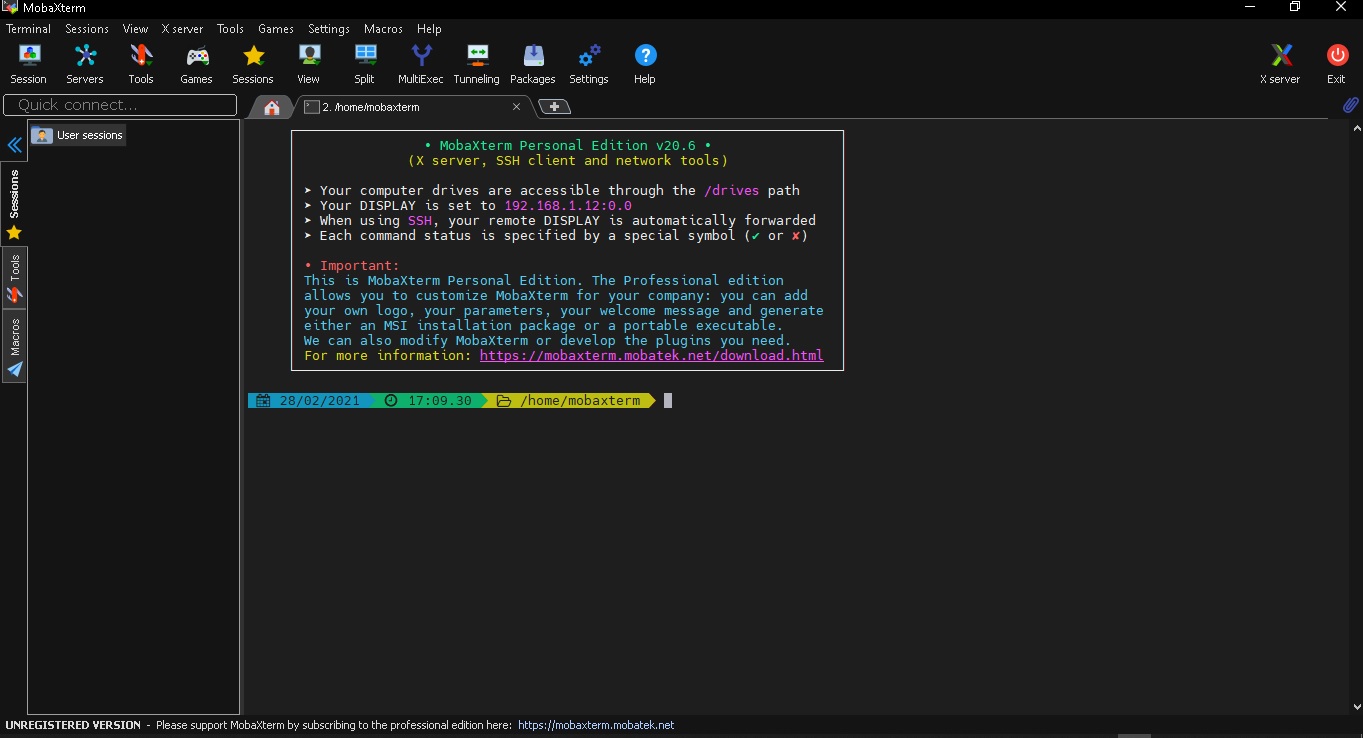 MobaXterm
Terminal Sessions View X server Tools Games Settings Macros Help
Session Servers Tools Games Sessions View Split MultiExec Tunneling Packages Settings Help X server Exit
Quick connect...
2. /home/mobaxterm
User sessions
Sessions
Tools
Macros
• MobaXterm Personal Edition v20.6 •
(X server, SSH client and network tools)
➤ Your computer drives are accessible through the /drives path
➤ Your DISPLAY is set to 192.168.1.12:0.0
➤ When using SSH, your remote DISPLAY is automatically forwarded
➤ Each command status is specified by a special symbol (✔ or ✘)
• Important:
This is MobaXterm Personal Edition. The Professional edition
allows you to customize MobaXterm for your company: you can add
your own logo, your parameters, your welcome message and generate
either an MSI installation package or a portable executable.
We can also modify MobaXterm or develop the plugins you need.
For more information: https://mobaxterm.mobatek.net/download.html
28/02/2021 17:09.30 /home/mobaxterm
UNREGISTERED VERSION - Please support MobaXterm by subscribing to the professional edition here: https://mobaxterm.mobatek.net